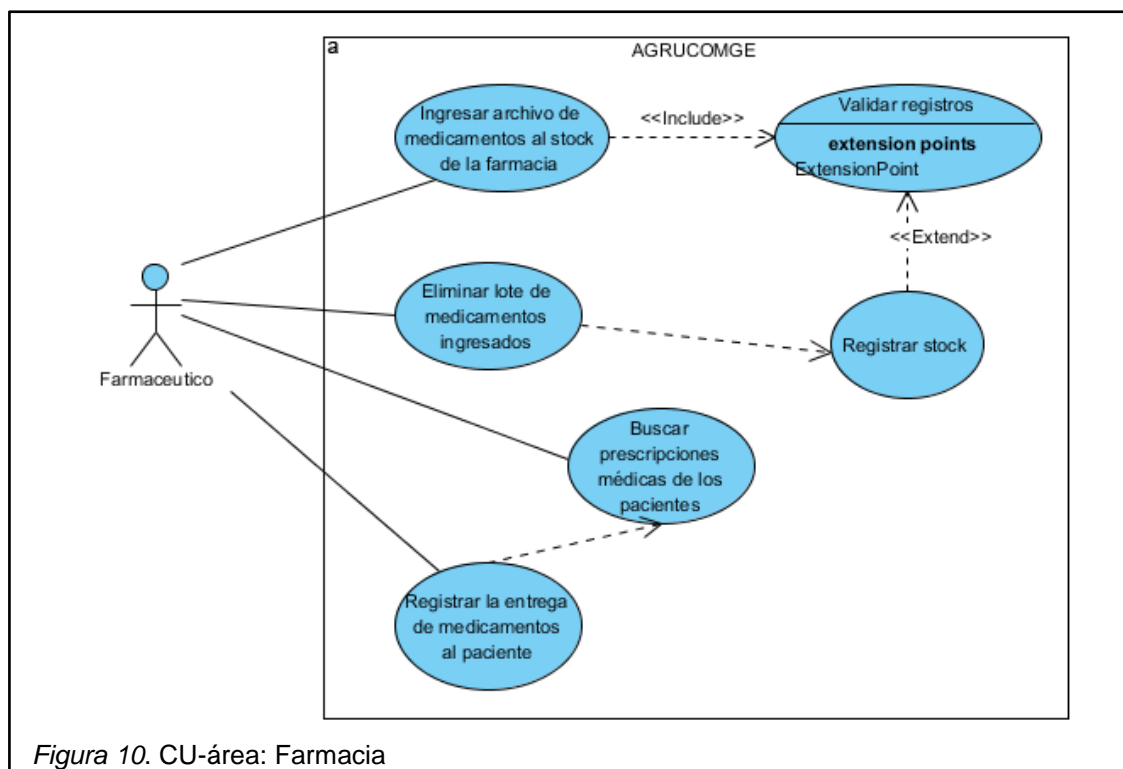 a
AGRUCOMGE
Ingresar archivo de
medicamentos al stock
de la farmacia
<<Include>>
Validar registros
extension points
ExtensionPoint
<<Extend>>
Eliminar lote de
medicamentos
ingresados
Registrar stock
Farmaceutico
Buscar
prescripciones
médicas de los
pacientes
Registrar la entrega
de medicamentos
al paciente
Figura 10. CU-área: Farmacia